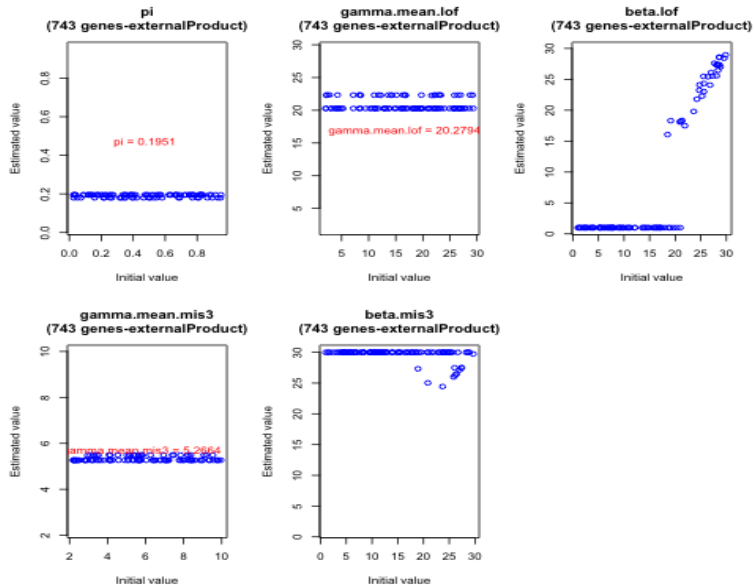 pi
(743 genes-externalProduct)
Estimated value
0.0 0.2 0.4 0.6 0.8
pi = 0.1951
0.0 0.2 0.4 0.6 0.8
Initial value
gamma.mean.lof
(743 genes-externalProduct)
Estimated value
5 10 15 20 25 30
gamma.mean.lof = 20.2794
5 10 15 20 25 30
Initial value
beta.lof
(743 genes-externalProduct)
Estimated value
0 5 10 15 20 25 30
0 5 10 15 20 25 30
Initial value
gamma.mean.mis3
(743 genes-externalProduct)
Estimated value
2 4 6 8 10
gamma.mean.mis3 = 5.2664
2 4 6 8 10
Initial value
beta.mis3
(743 genes-externalProduct)
Estimated value
0 5 10 15 20 25 30
0 5 10 15 20 25 30
Initial value